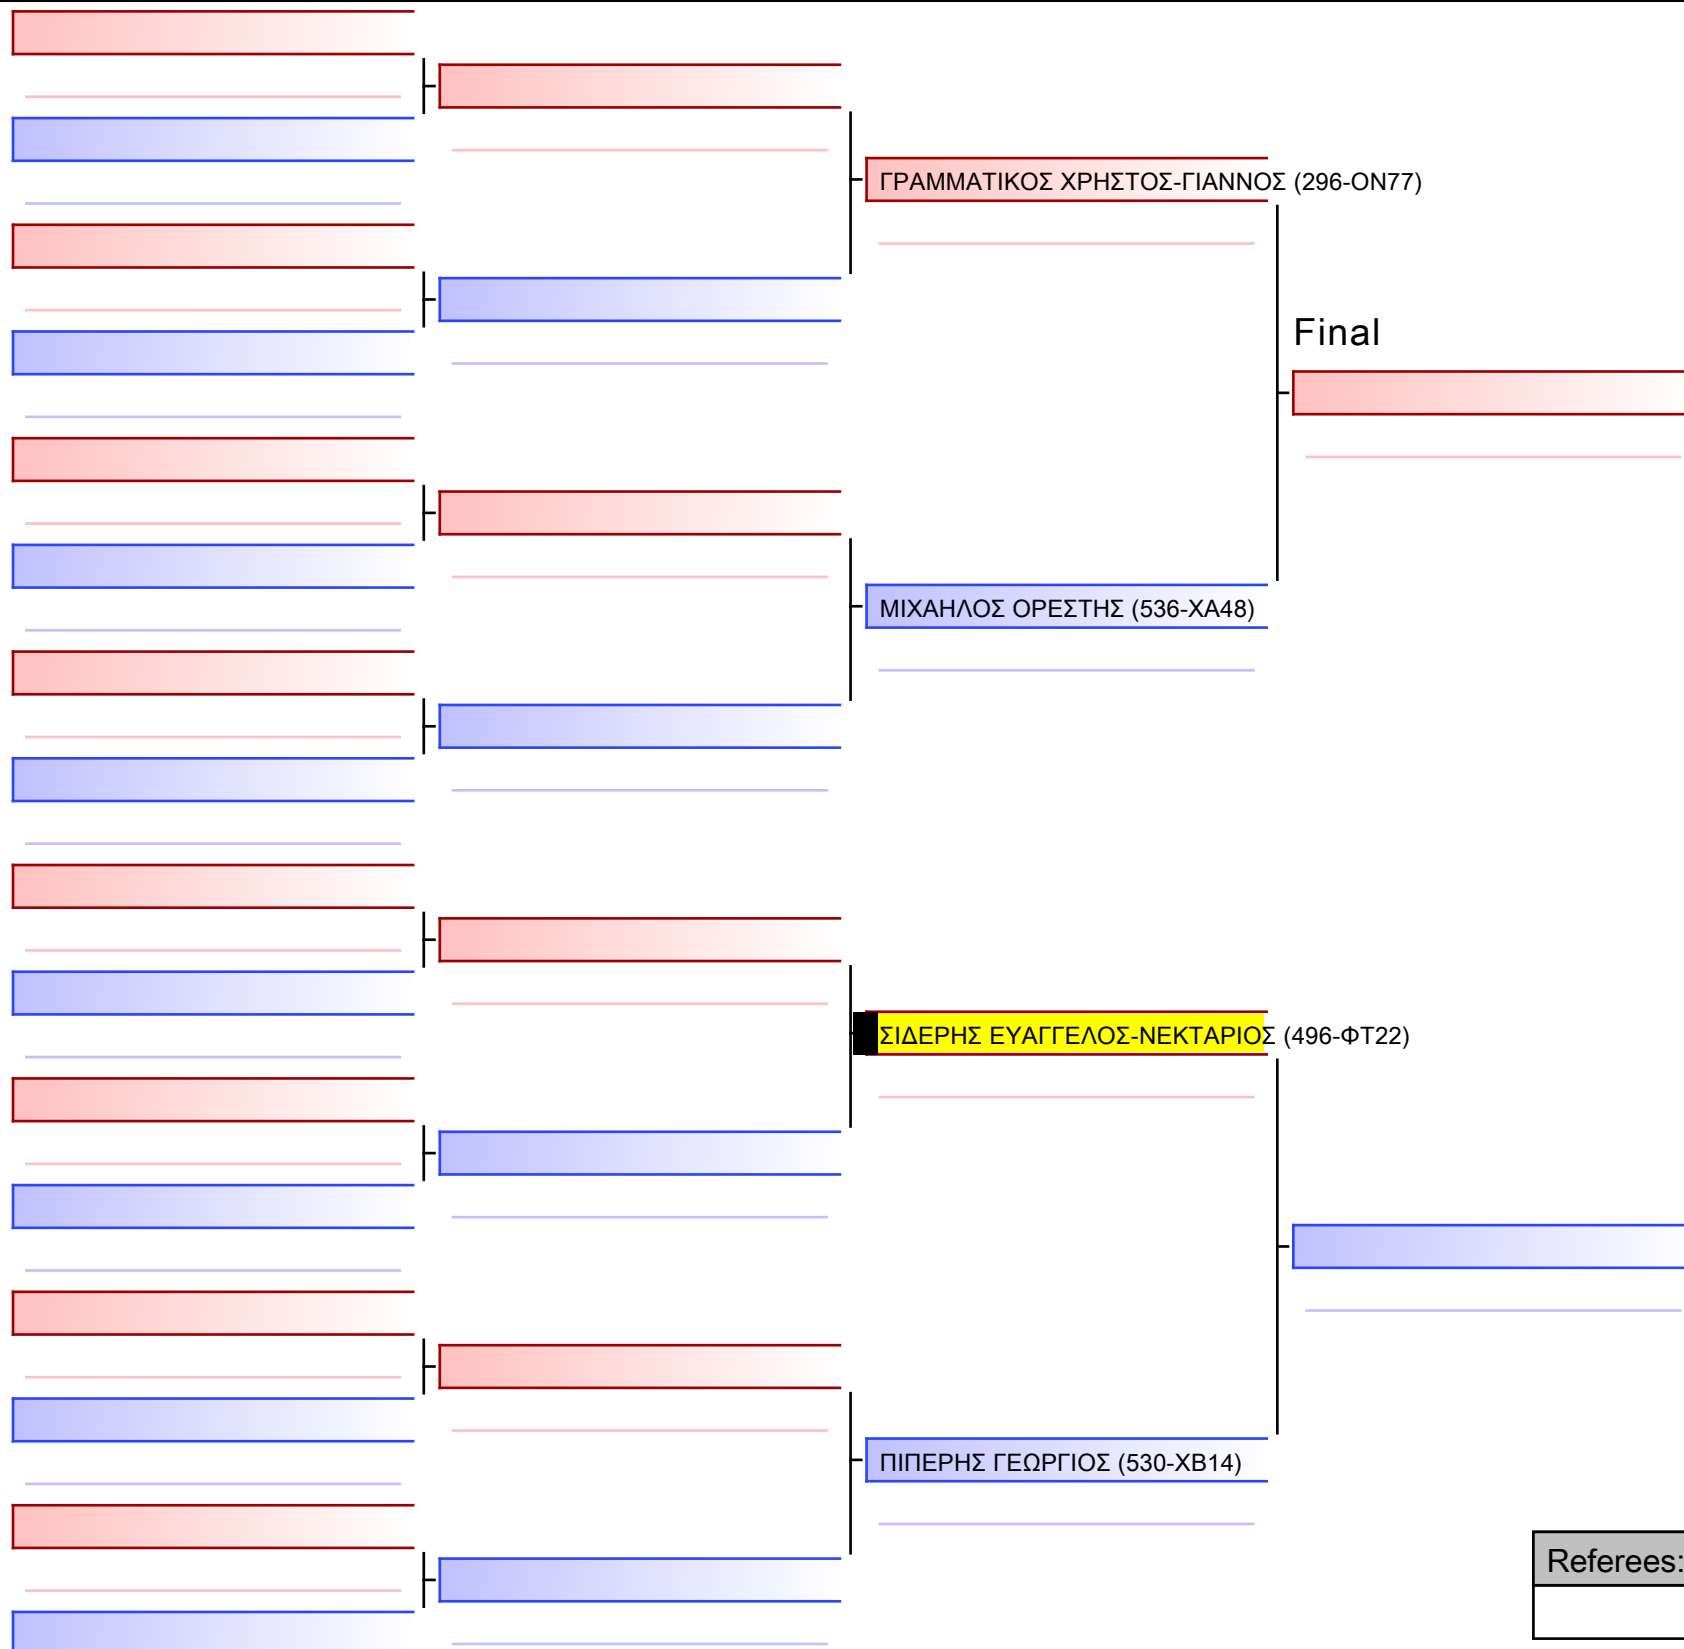 ΓΡΑΜΜΑΤΙΚΟΣ ΧΡΗΣΤΟΣ-ΓΙΑΝΝΟΣ (296-ΟΝ77)
Final
ΜΙΧΑΗΛΟΣ ΟΡΕΣΤΗΣ (536-ΧΑ48)
ΣΙΔΕΡΗΣ ΕΥΑΓΓΕΛΟΣ-ΝΕΚΤΑΡΙΟΣ (496-ΦΤ22)
ΠΙΠΕΡΗΣ ΓΕΩΡΓΙΟΣ (530-ΧΒ14)
Referees: